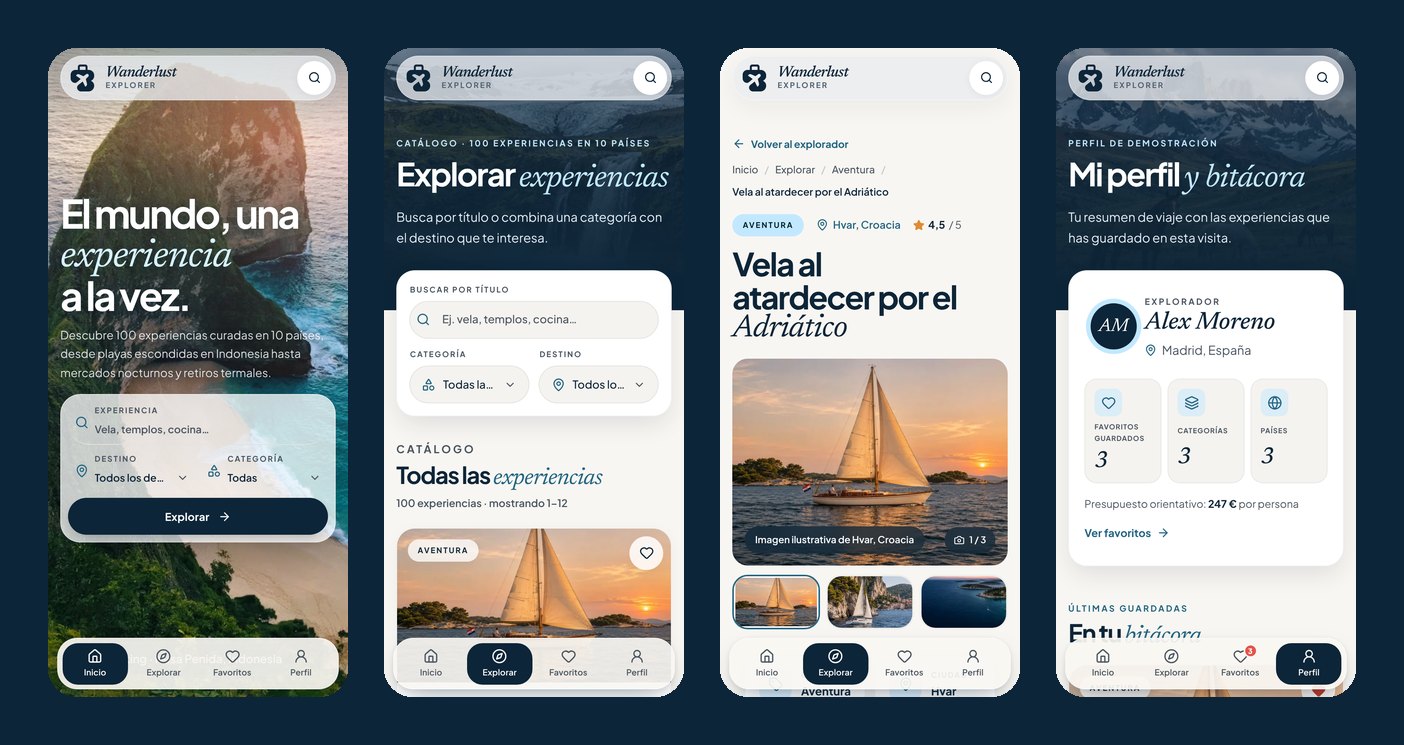 Wanderlust
EXPLORER
El mundo, una
experiencia
a la vez.
Descubre 100 experiencias curadas en 10 países,
desde playas escondidas en Indonesia hasta
mercados nocturnos y retiros termales.
EXPERIENCIA
Vela, templos, cocina...
DESTINO
Todos los de...
CATEGORÍA
Todas
Explorar
Penida
Indonesia
Inicio
Explorar
Favoritos
Perfil
Wanderlust
EXPLORER
CATÁLOGO · 100 EXPERIENCIAS EN 10 PAÍSES
Explorar experiencias
Busca por título o combina una categoría con
el destino que te interesa.
BUSCAR POR TÍTULO
Ej. vela, templos, cocina...
CATEGORÍA
Todas la...
DESTINO
Todos lo...
CATÁLOGO
Todas las experiencias
100 experiencias · mostrando 1–12
AVENTURA
Inicio
Explorar
Favoritos
Perfil
Wanderlust
EXPLORER
Volver al explorador
Inicio / Explorar / Aventura /
Vela al atardecer por el Adriático
AVENTURA
Hvar, Croacia
4,5 / 5
Vela al
atardecer por el
Adriático
Imagen ilustrativa de Hvar, Croacia
1 / 3
Inicio
Explorar
Favoritos
Perfil
Aventura
Hvar
Wanderlust
EXPLORER
PERFIL DE DEMOSTRACIÓN
Mi perfil y bitácora
Tu resumen de viaje con las experiencias que
has guardado en esta visita.
AM
EXPLORADOR
Alex Moreno
Madrid, España
FAVORITOS
GUARDADOS
3
CATEGORÍAS
3
PAÍSES
3
Presupuesto orientativo: 247 € por persona
Ver favoritos
ÚLTIMAS GUARDADAS
En tu bitácora
AVENTURA
Inicio
Explorar
3
Favoritos
Perfil